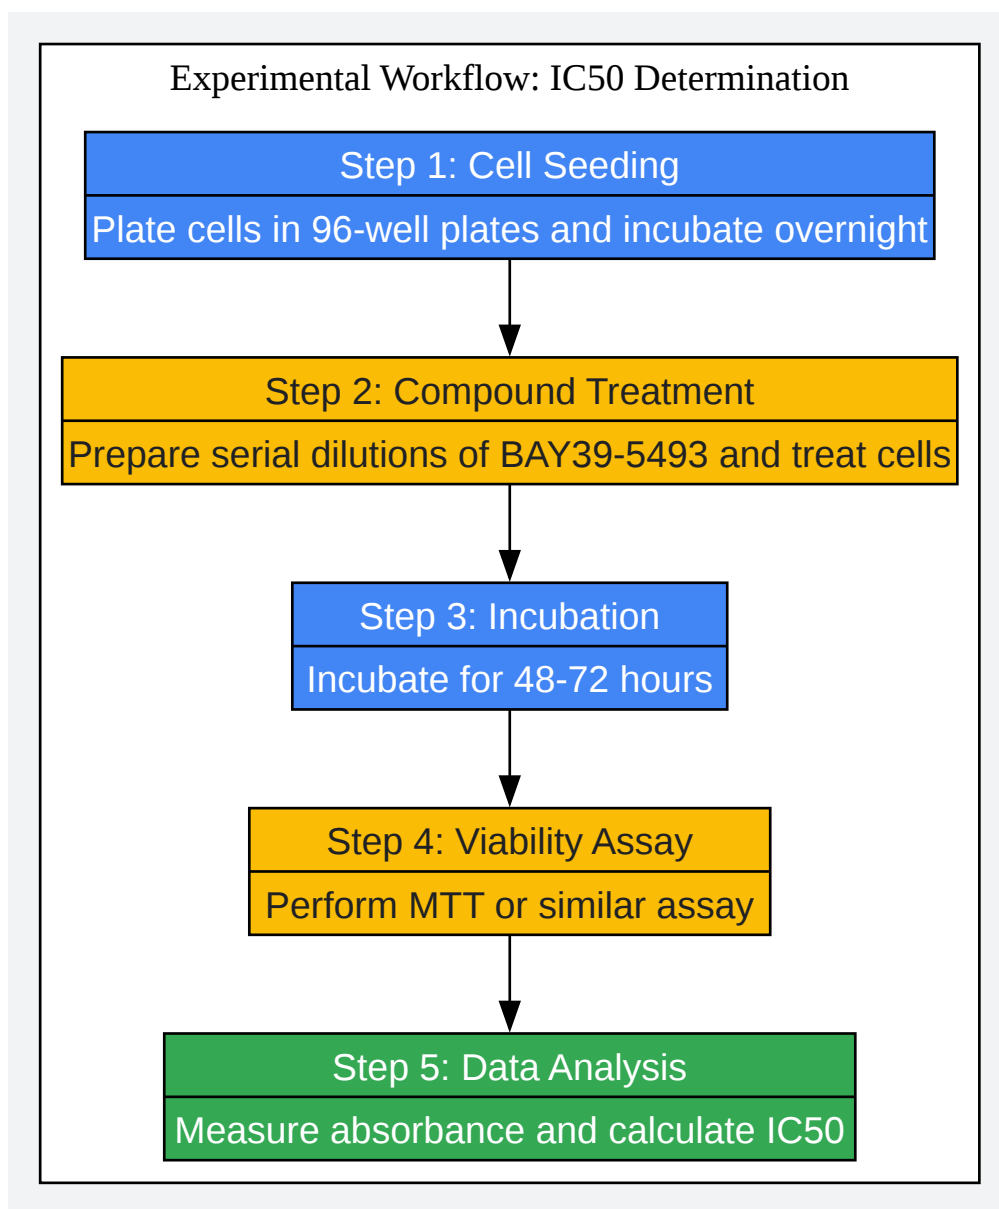 Experimental Workflow: IC50 Determination
Step 1: Cell Seeding
Plate cells in 96-well plates and incubate overnight
Step 2: Compound Treatment
Prepare serial dilutions of BAY39-5493 and treat cells
Step 3: Incubation
Incubate for 48-72 hours
Step 4: Viability Assay
Perform MTT or similar assay
Step 5: Data Analysis
Measure absorbance and calculate IC50